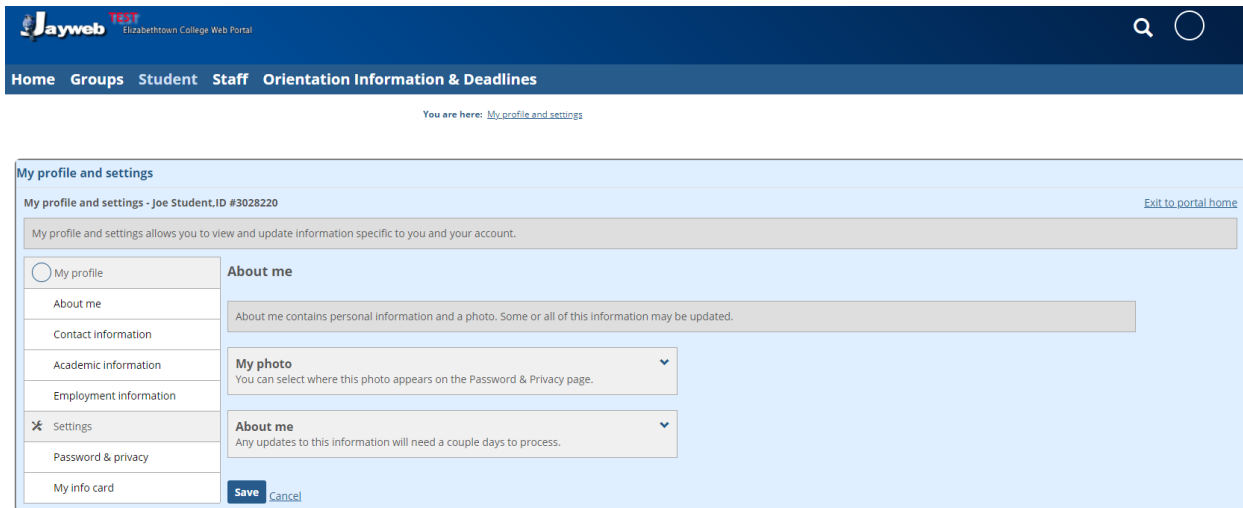 Jayweb TEST
Elizabethtown College Web Portal
Home Groups Student Staff Orientation Information & Deadlines
You are here: My profile and settings
My profile and settings
My profile and settings - Joe Student,ID #3028220
Exit to portal home
My profile and settings allows you to view and update information specific to you and your account.
My profile
About me
Contact information
Academic information
Employment information
Settings
Password & privacy
My info card
About me
About me contains personal information and a photo. Some or all of this information may be updated.
My photo
You can select where this photo appears on the Password & Privacy page.
About me
Any updates to this information will need a couple days to process.
Save Cancel